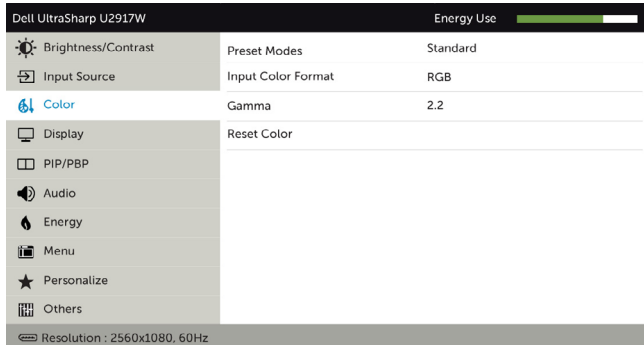 Dell UltraSharp U2917W Energy Use
Brightness/Contrast
Input Source
Color
Display
PIP/PBP
Audio
Energy
Menu
Personalize
Others
Preset Modes Standard
Input Color Format RGB
Gamma 2.2
Reset Color
Resolution : 2560x1080, 60Hz